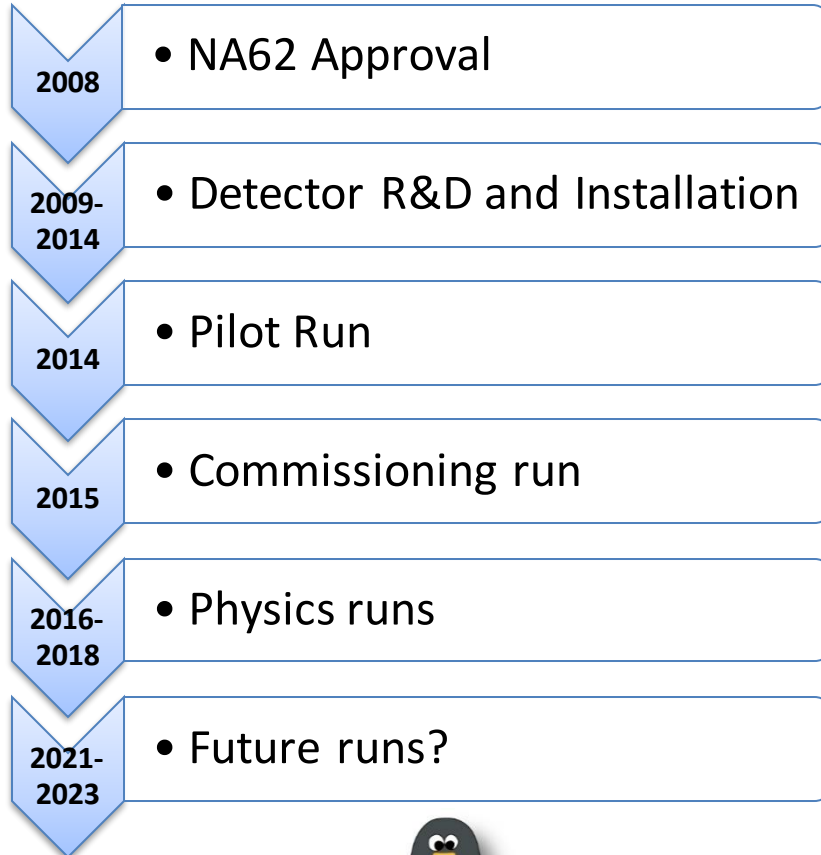 2008
• NA62 Approval
2009-
2014
• Detector R&D and Installation
2014
• Pilot Run
2015
• Commissioning run
2016-
2018
• Physics runs
2021-
2023
• Future runs?